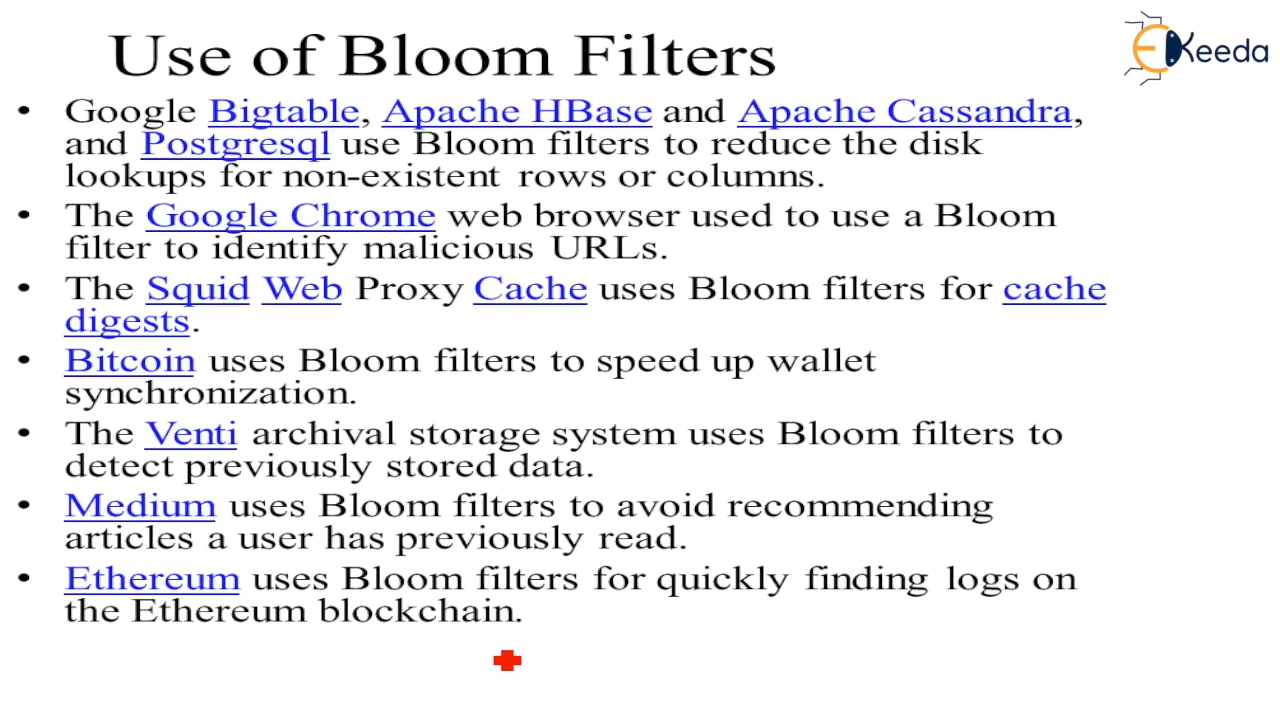 Use of Bloom Filters
EKeeda
• Google Bigtable, Apache HBase and Apache Cassandra,
and Postgresql use Bloom filters to reduce the disk
lookups for non-existent rows or columns.
• The Google Chrome web browser used to use a Bloom
filter to identify malicious URLs.
• The Squid Web Proxy Cache uses Bloom filters for cache
digests.
• Bitcoin uses Bloom filters to speed up wallet
synchronization.
• The Venti archival storage system uses Bloom filters to
detect previously stored data.
• Medium uses Bloom filters to avoid recommending
articles a user has previously read.
• Ethereum uses Bloom filters for quickly finding logs on
the Ethereum blockchain.